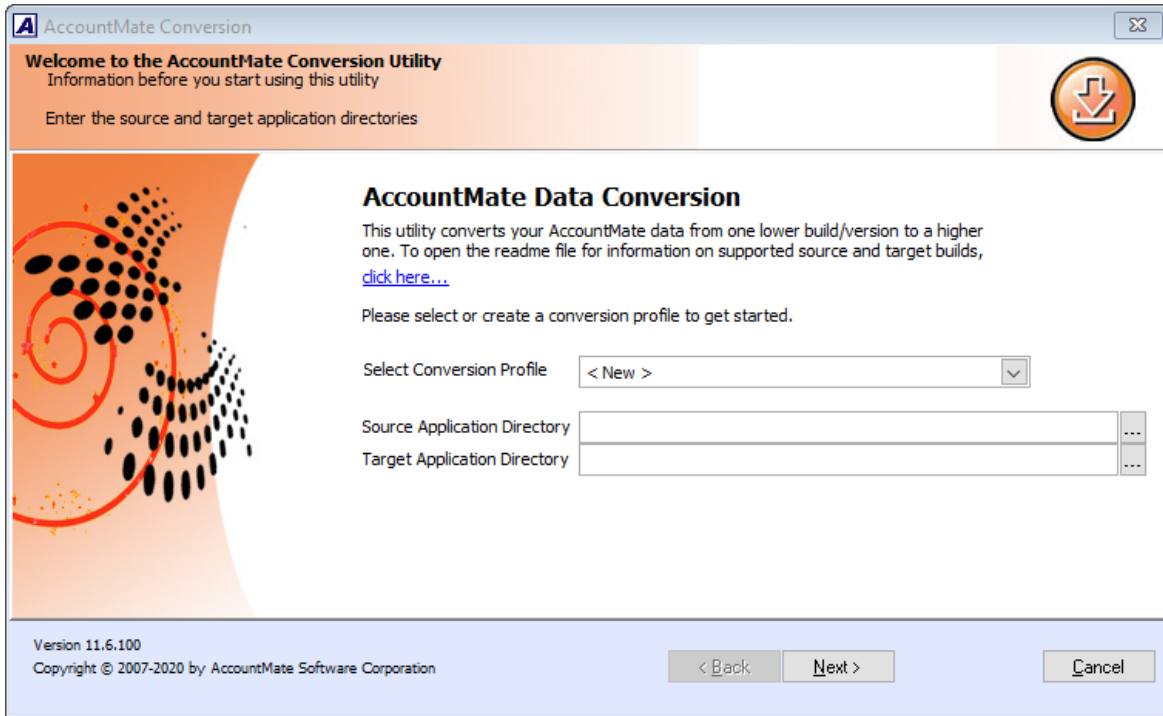 A AccountMate Conversion
Welcome to the AccountMate Conversion Utility
Information before you start using this utility
Enter the source and target application directories
AccountMate Data Conversion
This utility converts your AccountMate data from one lower build/version to a higher
one. To open the readme file for information on supported source and target builds,
click here...
Please select or create a conversion profile to get started.
Select Conversion Profile < New >
Source Application Directory ...
Target Application Directory ...
Version 11.6.100
Copyright © 2007-2020 by AccountMate Software Corporation
< Back Next > Cancel